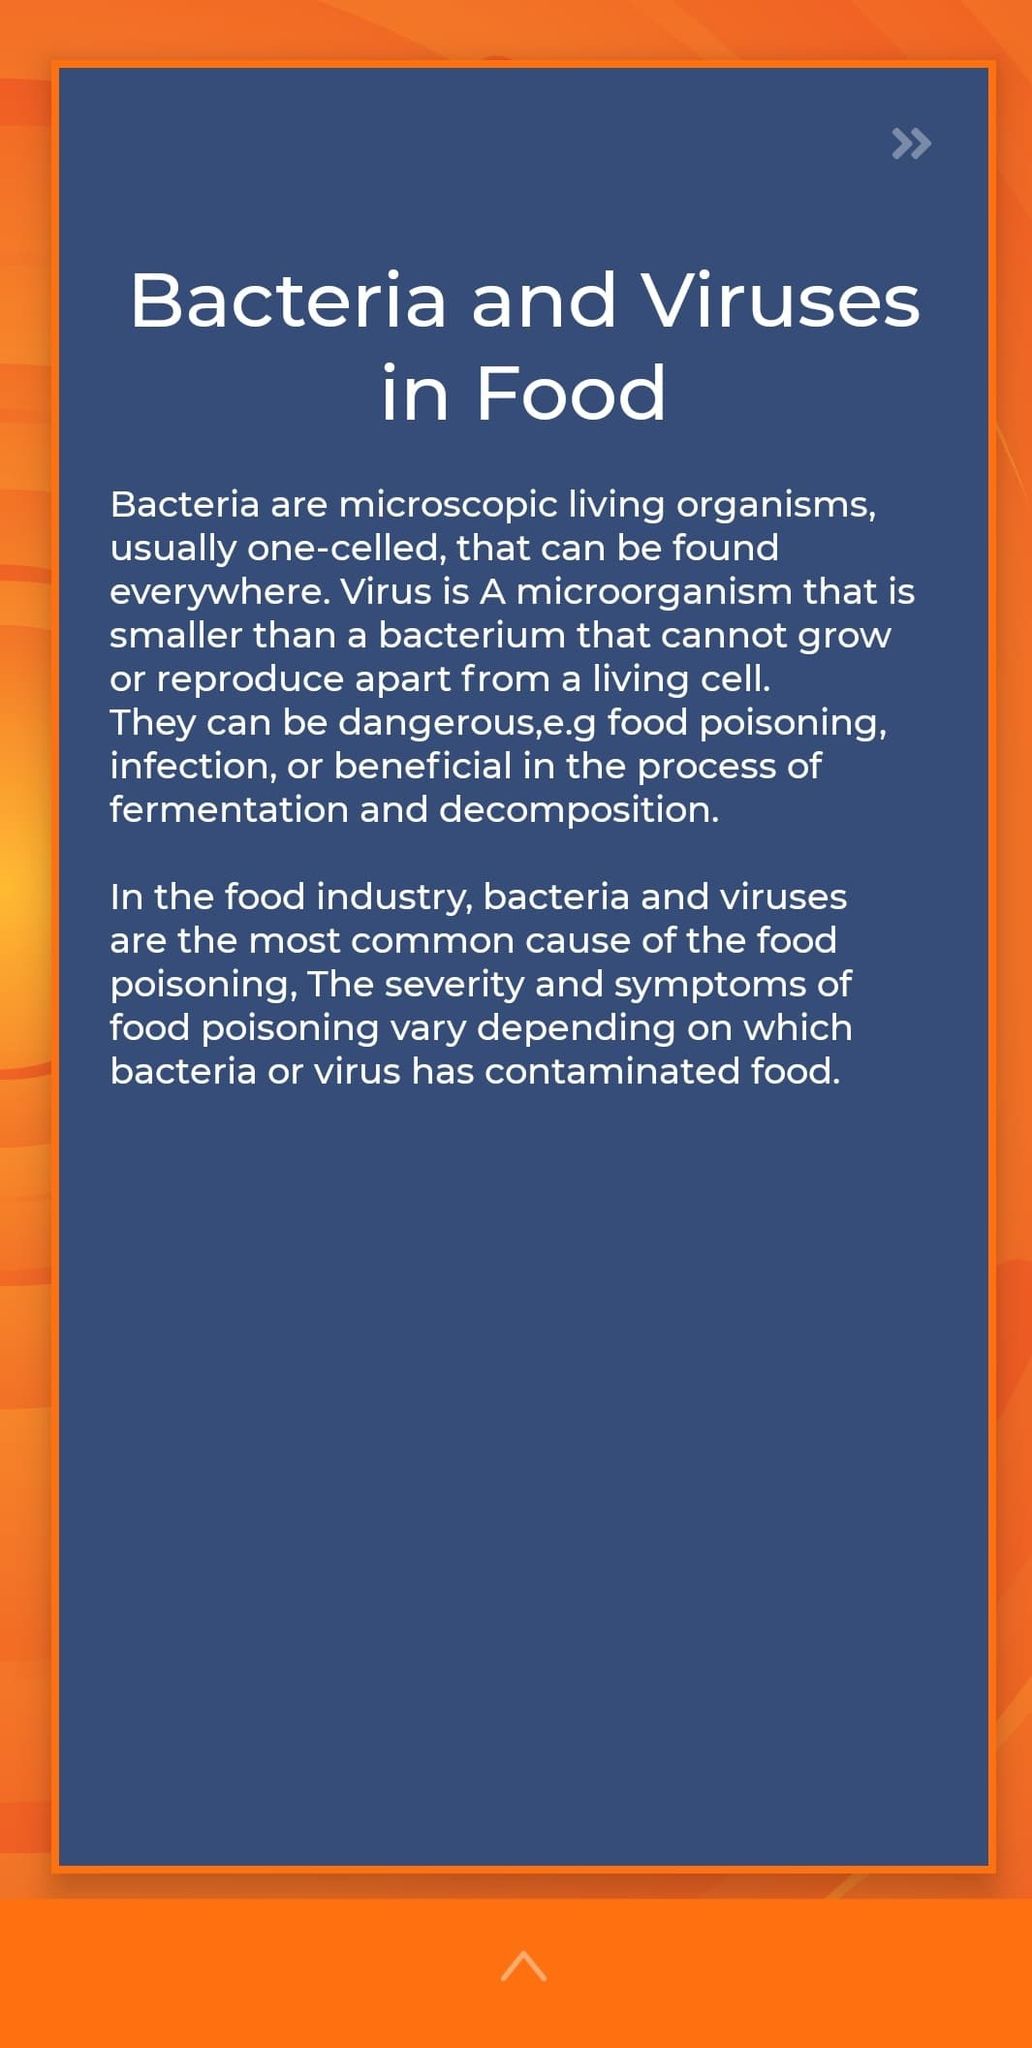 Bacteria and Viruses
in Food
Bacteria are microscopic living organisms,
usually one-celled, that can be found
everywhere. Virus is A microorganism that is
smaller than a bacterium that cannot grow
or reproduce apart from a living cell.
They can be dangerous,e.g food poisoning,
infection, or beneficial in the process of
fermentation and decomposition.
In the food industry, bacteria and viruses
are the most common cause of the food
poisoning, The severity and symptoms of
food poisoning vary depending on which
bacteria or virus has contaminated food.